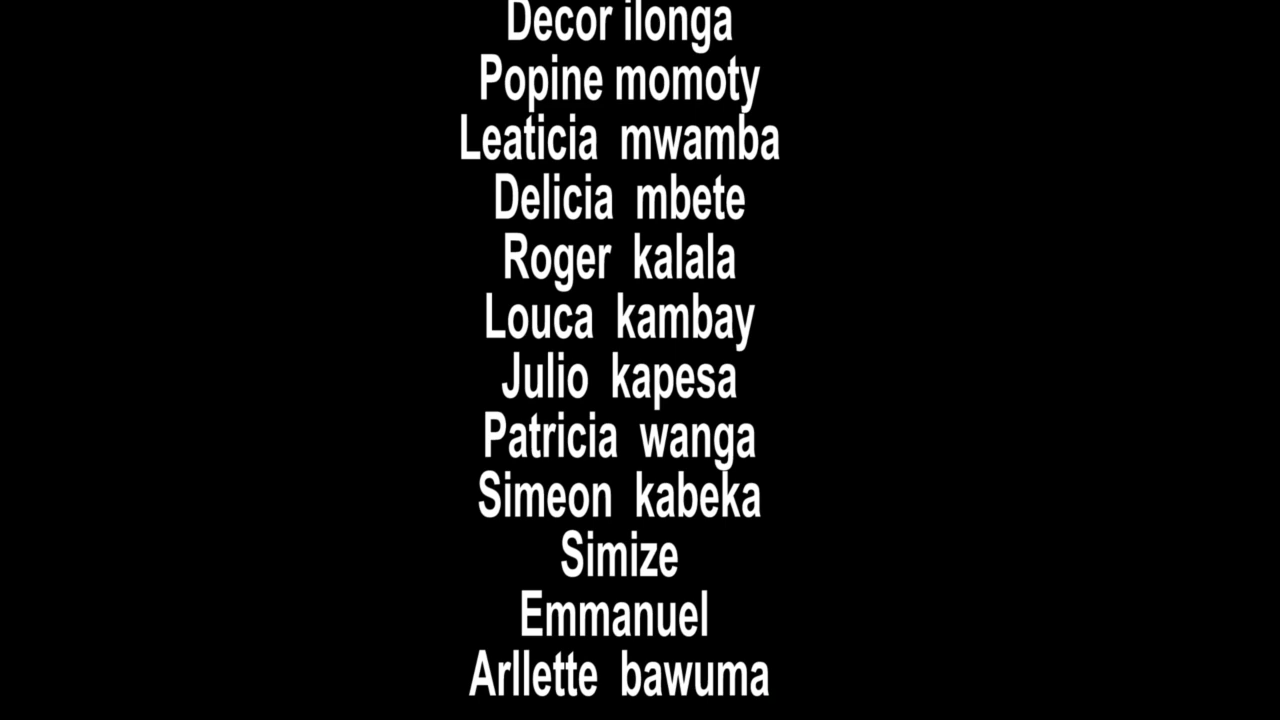 Decor ilonga
Popine momoty
Leaticia mwamba
Delicia mbete
Roger kalala
Louca kambay
Julio kapesa
Patricia wanga
Simeon kabeka
Simize
Emmanuel
Arllette bawuma